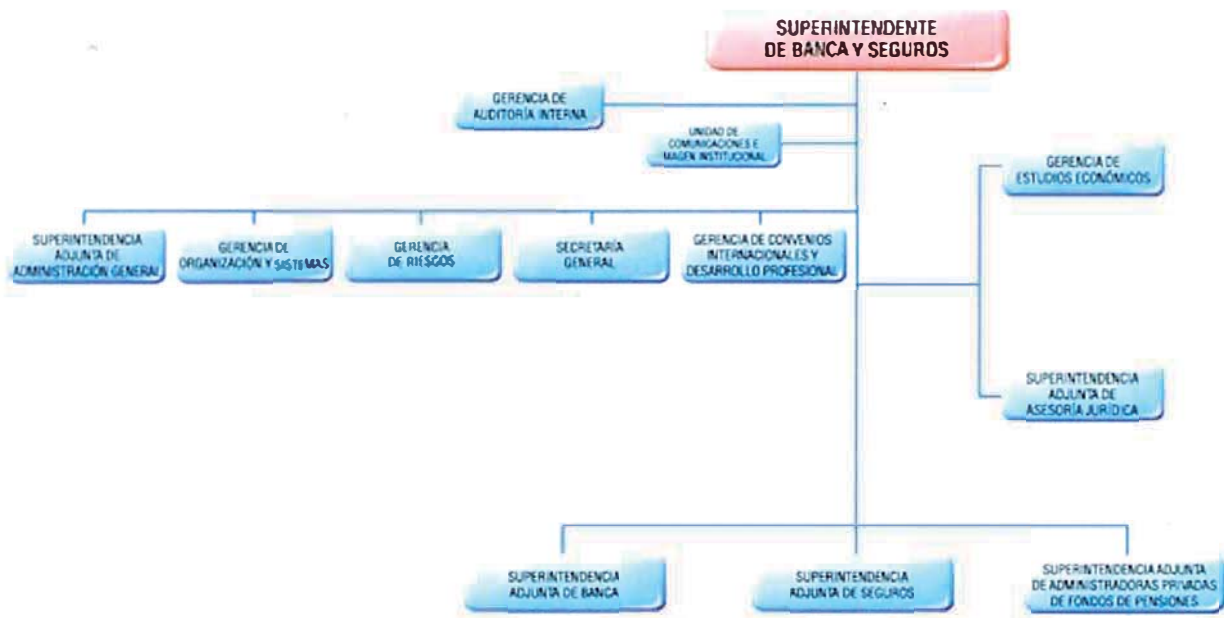 SUPERINTENDENTE
DE BANCA Y SEGUROS
GERENCIA DE
AUDITORÍA INTERNA
UNIDAD DE
COMUNICACIONES E
IMAGEN INSTITUCIONAL
GERENCIA DE
ESTUDIOS ECONÓMICOS
SUPERINTENDENCIA
ADJUNTA DE
ADMINISTRACIÓN GENERAL
GERENCIA DE
ORGANIZACIÓN Y SISTEMAS
GERENCIA
DE RIESGOS
SECRETARÍA
GENERAL
GERENCIA DE CONVENIOS
INTERNACIONALES Y
DESARROLLO PROFESIONAL
SUPERINTENDENCIA
ADJUNTA DE
ASESORÍA JURÍDICA
SUPERINTENDENCIA
ADJUNTA DE BANCA
SUPERINTENDENCIA
ADJUNTA DE SEGUROS
SUPERINTENDENCIA ADJUNTA
DE ADMINISTRADORAS PRIVADAS
DE FONDOS DE PENSIONES